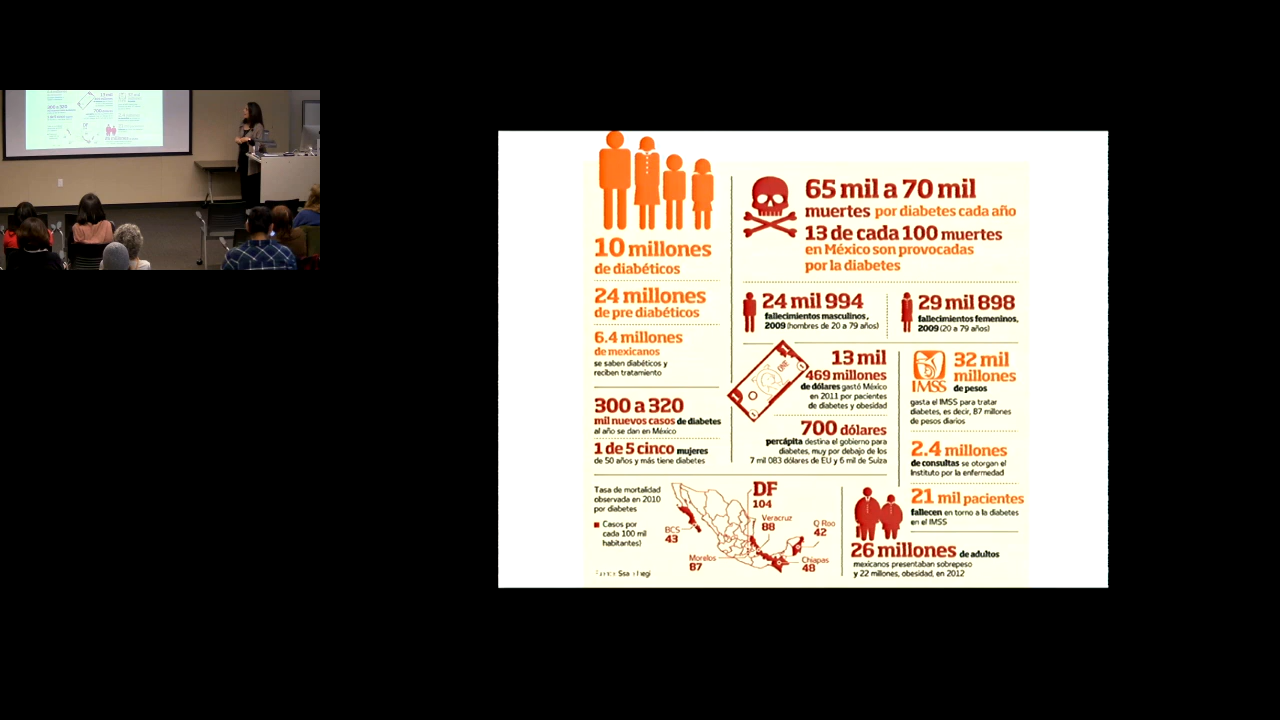 10 millones
de diabéticos
24 millones
de pre diabéticos
6.4 millones
de mexicanos
se saben diabéticos y
reciben tratamiento
300 a 320
mil nuevos casos de diabetes
al año se dan en México
1 de 5 cinco mujeres
de 50 años y más tiene diabetes
65 mil a 70 mil
muertes por diabetes cada año
13 de cada 100 muertes
en México son provocadas
por la diabetes
24 mil 994
fallecimientos masculinos,
2009 (hombres de 20 a 79 años)
29 mil 898
fallecimientos femeninos,
2009 (20 a 79 años)
13 mil
469 millones
de dólares gastó México
en 2011 por pacientes
de diabetes y obesidad
700 dólares
percápita destina el gobierno para
diabetes, muy por debajo de los
7 mil 083 dólares de EU y 6 mil de Suiza
IMSS
32 mil
millones
de pesos
gasta el IMSS para tratar
diabetes, es decir, 87 millones
de pesos diarios
2.4 millones
de consultas se otorgan el
Instituto por la enfermedad
21 mil pacientes
fallecen en torno a la diabetes
en el IMSS
26 millones de adultos
mexicanos presentaban sobrepeso
y 22 millones, obesidad, en 2012
Tasa de mortalidad
observada en 2010
por diabetes
Casos por
cada 100 mil
habitantes)
BCS
43
DF
104
Veracruz
88
Q Roo
42
Morelos
87
Chiapas
48